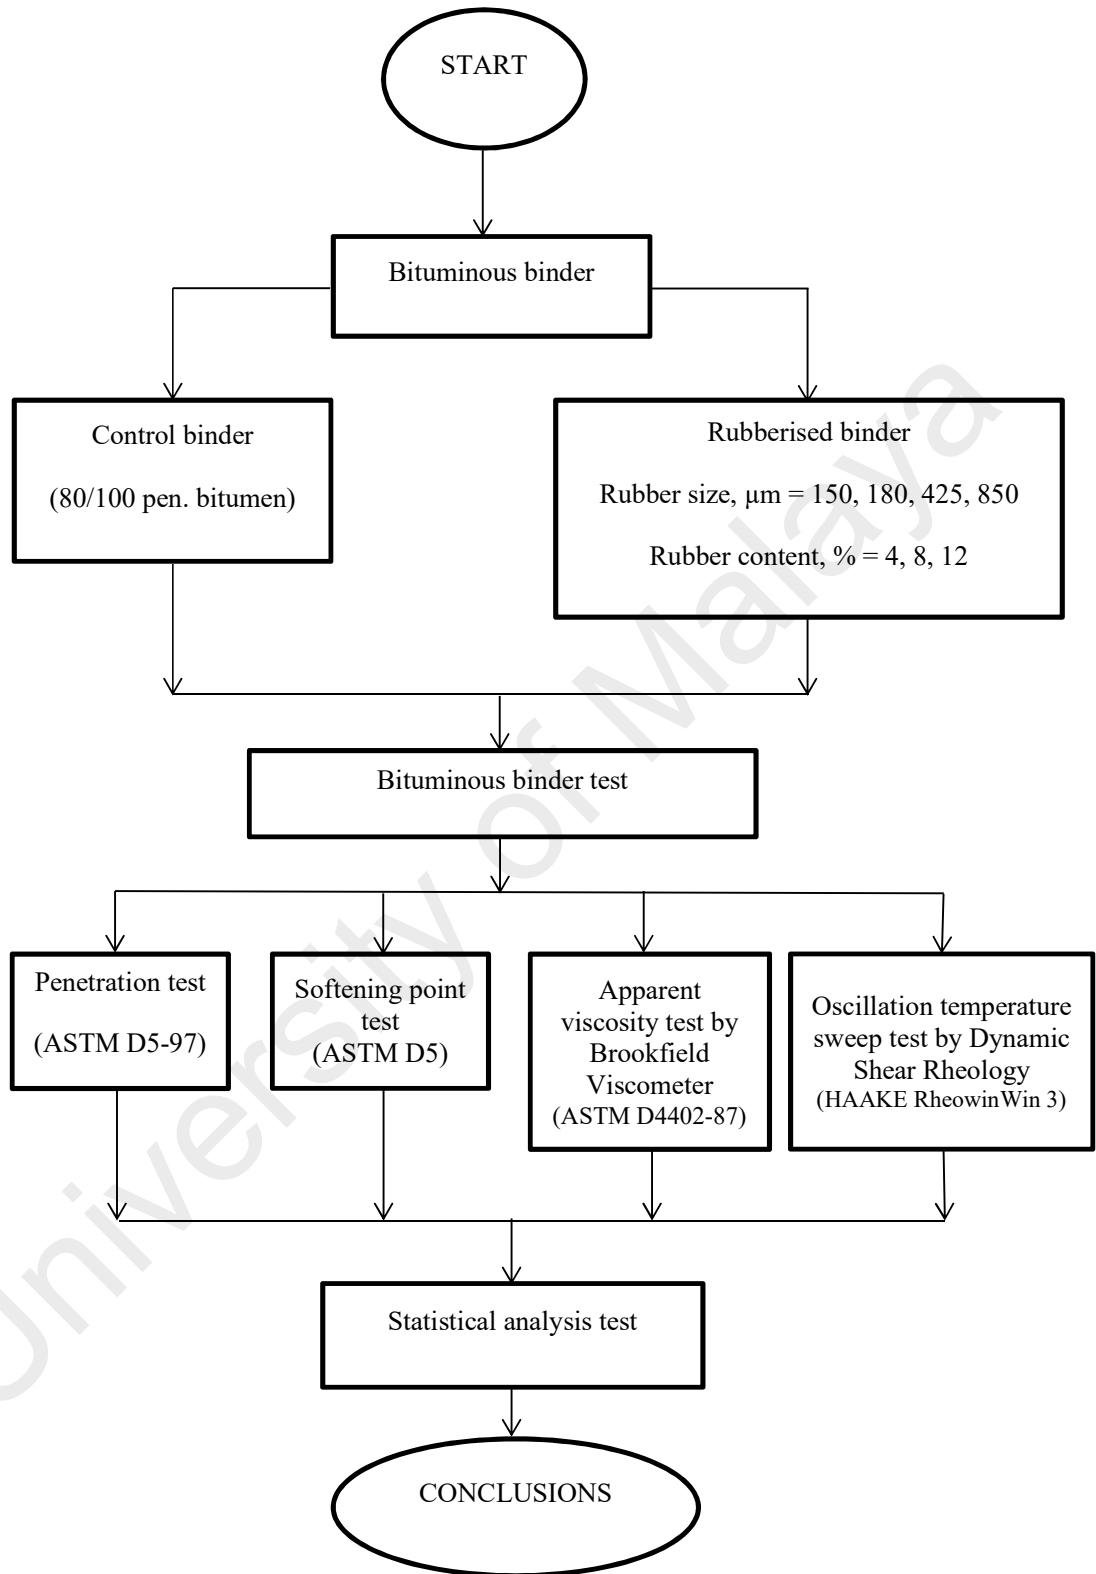 START
Bituminous binder
Control binder
(80/100 pen. bitumen)
Rubberised binder
Rubber size, µm = 150, 180, 425, 850
Rubber content, % = 4, 8, 12
Bituminous binder test
Penetration test
(ASTM D5-97)
Softening point
test
(ASTM D5)
Apparent
viscosity test by
Brookfield
Viscometer
(ASTM D4402-87)
Oscillation temperature
sweep test by Dynamic
Shear Rheology
(HAAKE RheowinWin 3)
Statistical analysis test
CONCLUSIONS
University of Malaya